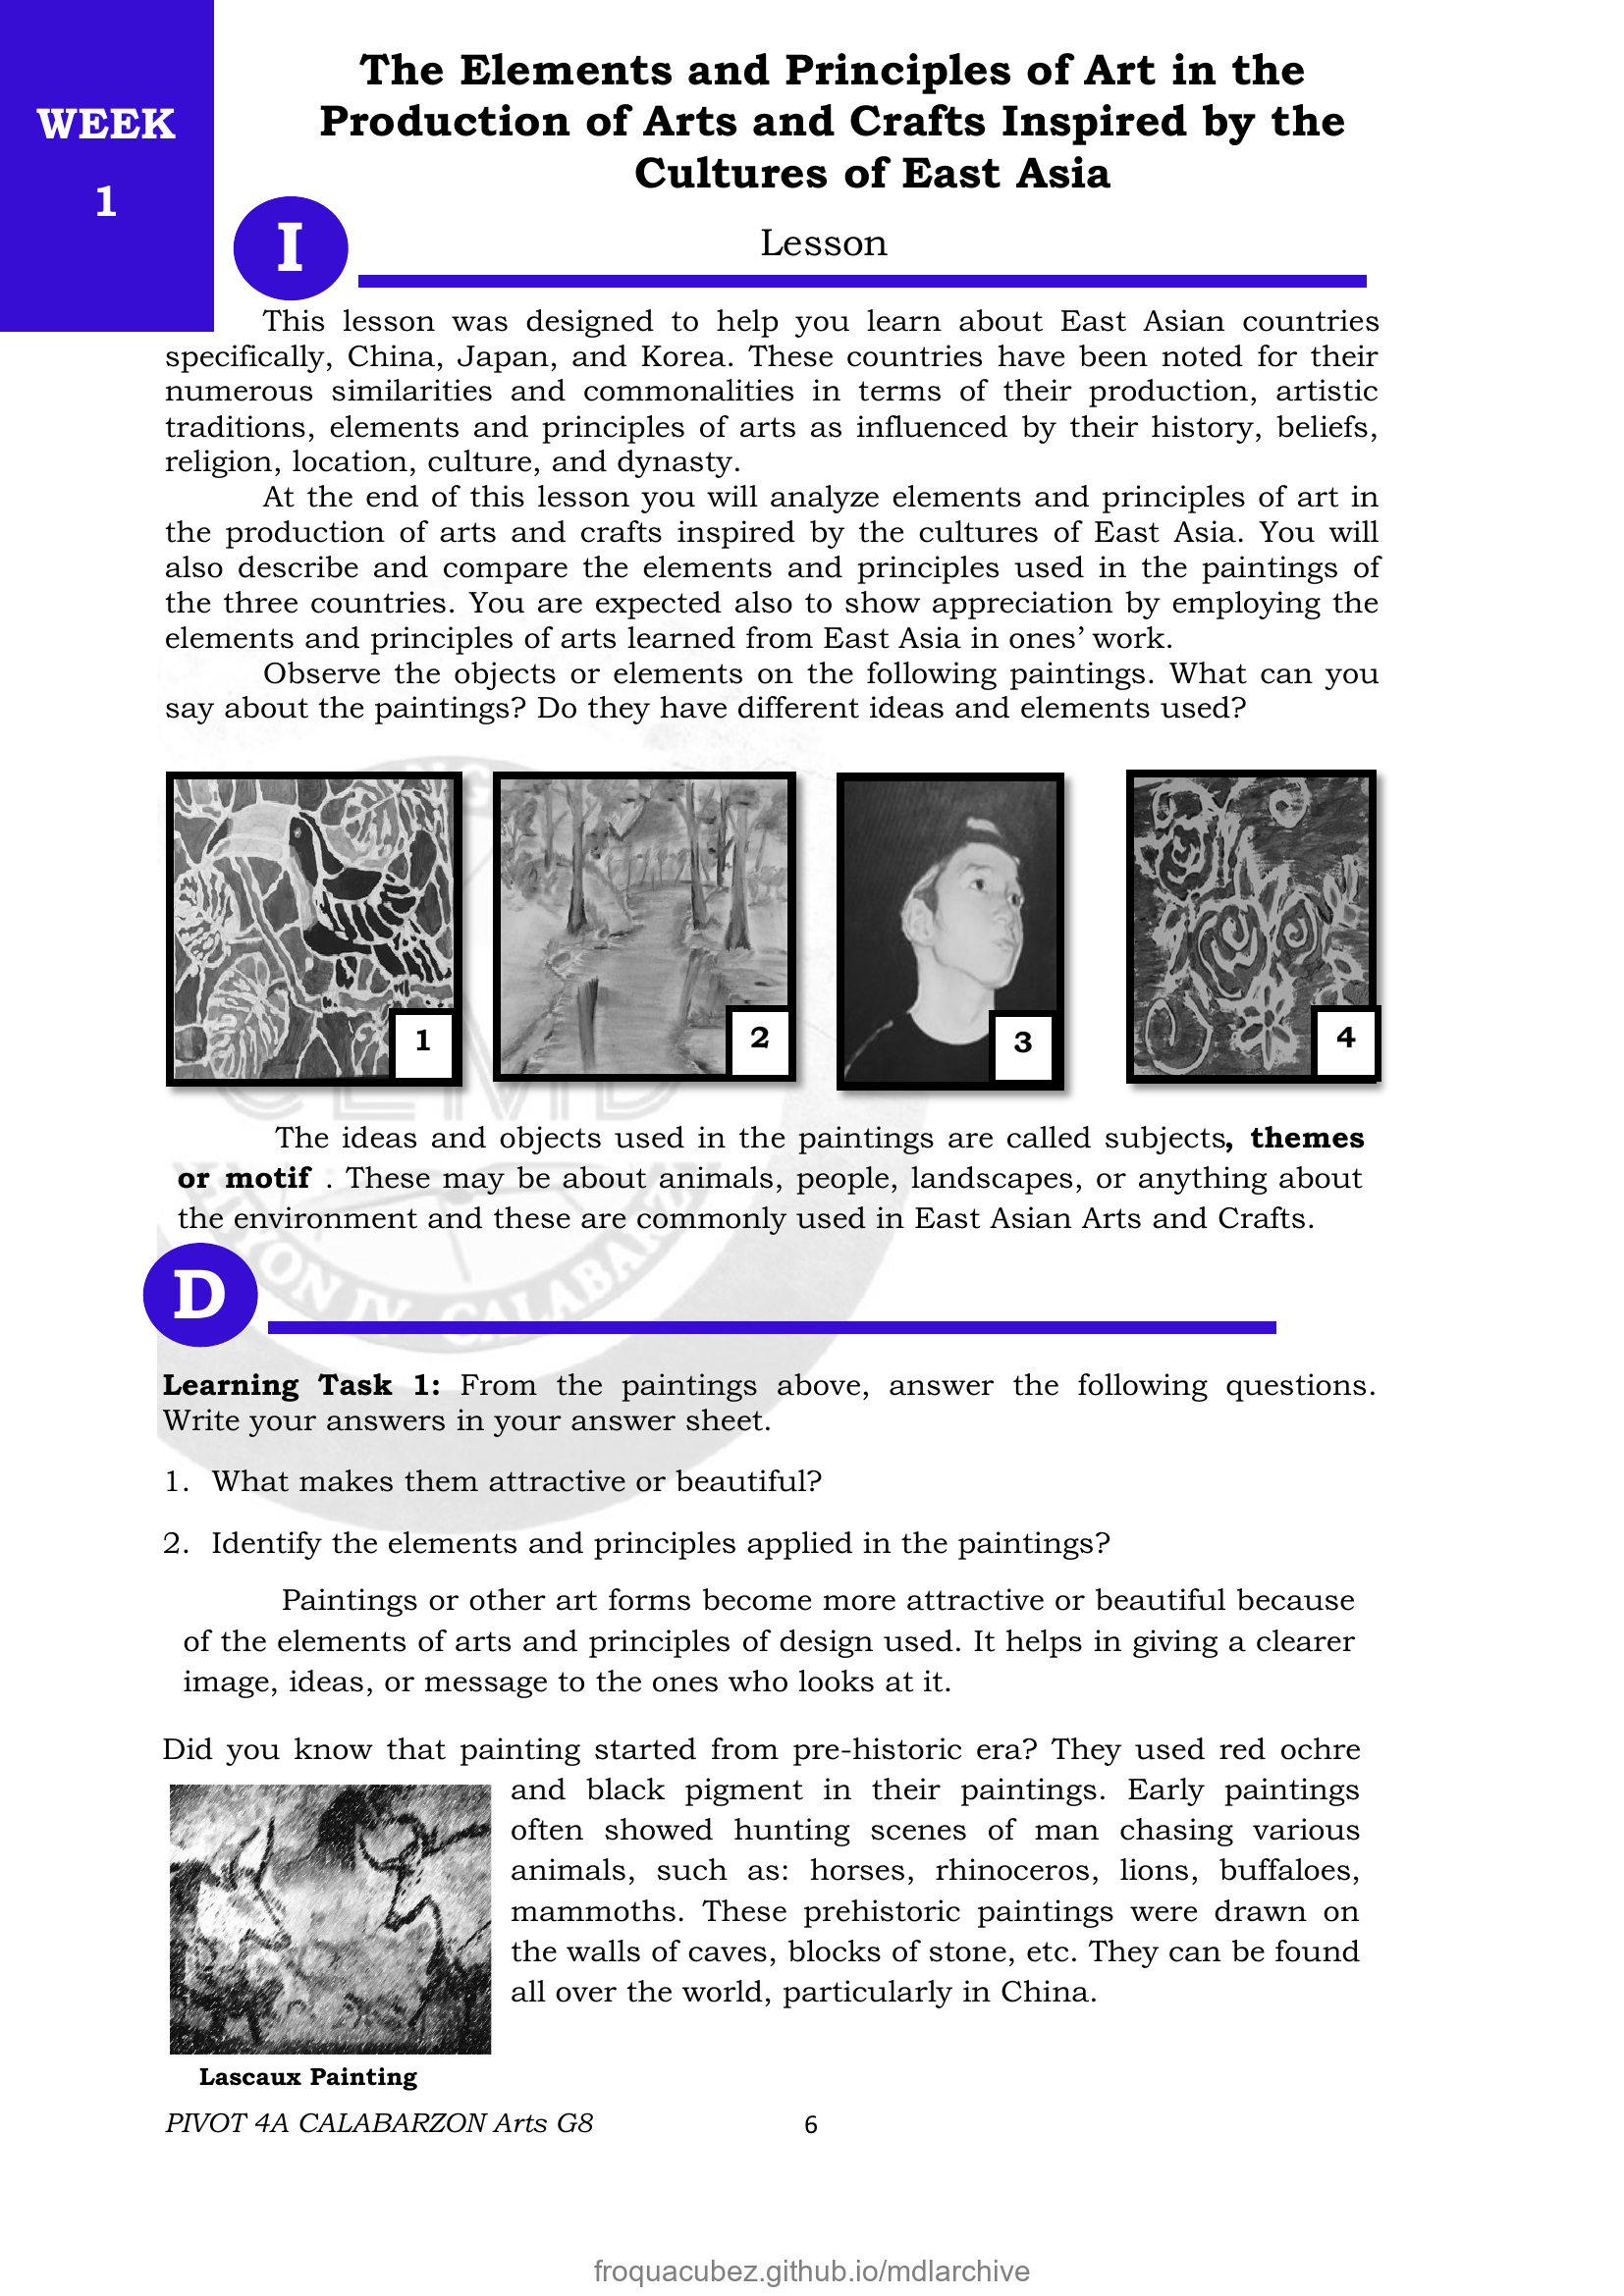 WEEK
1
The Elements and Principles of Art in the
Production of Arts and Crafts Inspired by the
Cultures of East Asia
I
Lesson
This lesson was designed to help you learn about East Asian countries
specifically, China, Japan, and Korea. These countries have been noted for their
numerous similarities and commonalities in terms of their production, artistic
traditions, elements and principles of arts as influenced by their history, beliefs,
religion, location, culture, and dynasty.
At the end of this lesson you will analyze elements and principles of art in
the production of arts and crafts inspired by the cultures of East Asia. You will
also describe and compare the elements and principles used in the paintings of
the three countries. You are expected also to show appreciation by employing the
elements and principles of arts learned from East Asia in ones’ work.
Observe the objects or elements on the following paintings. What can you
say about the paintings? Do they have different ideas and elements used?
1
2
3
4
The ideas and objects used in the paintings are called subjects, themes
or motif . These may be about animals, people, landscapes, or anything about
the environment and these are commonly used in East Asian Arts and Crafts.
D
Learning Task 1: From the paintings above, answer the following questions.
Write your answers in your answer sheet.
1. What makes them attractive or beautiful?
2. Identify the elements and principles applied in the paintings?
Paintings or other art forms become more attractive or beautiful because
of the elements of arts and principles of design used. It helps in giving a clearer
image, ideas, or message to the ones who looks at it.
Did you know that painting started from pre-historic era? They used red ochre
and black pigment in their paintings. Early paintings
often showed hunting scenes of man chasing various
animals, such as: horses, rhinoceros, lions, buffaloes,
mammoths. These prehistoric paintings were drawn on
the walls of caves, blocks of stone, etc. They can be found
all over the world, particularly in China.
Lascaux Painting
PIVOT 4A CALABARZON Arts G8
6
froquacubez.github.io/mdlarchive